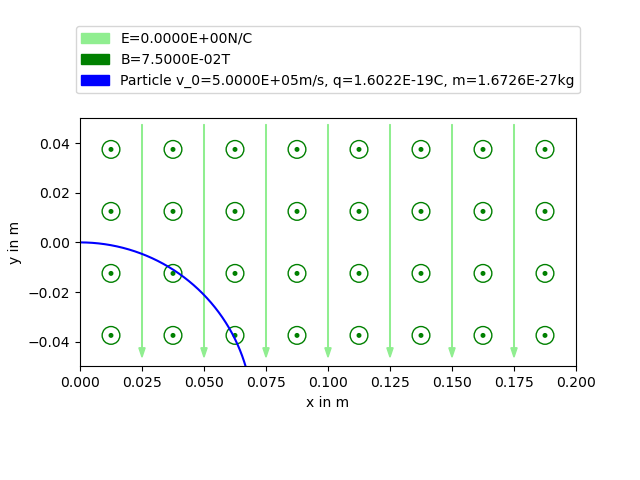 E=0.0000E+00N/C
B=7.5000E-02T
Particle v_0=5.0000E+05m/s, q=1.6022E-19C, m=1.6726E-27kg
0.04
0.02
0.00
−0.02
−0.04
y in m
0.000 0.025 0.050 0.075 0.100 0.125 0.150 0.175 0.200
x in m